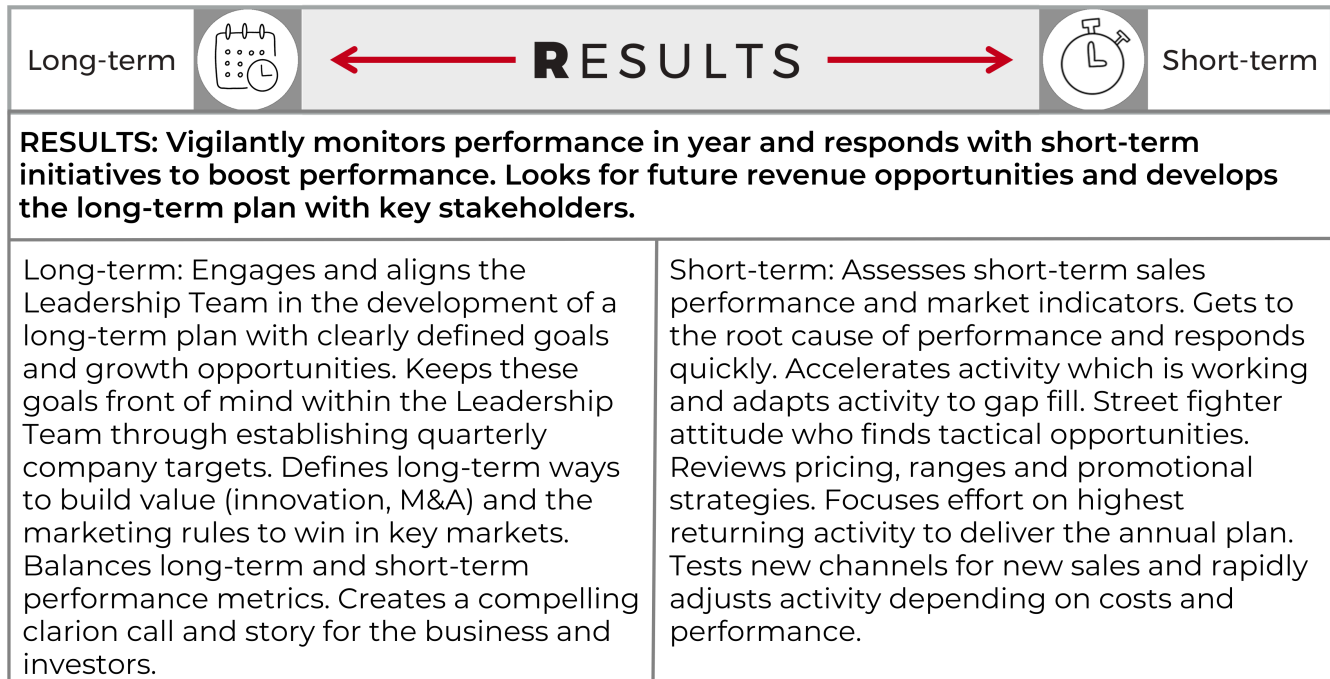 Long-term
RESULTS
Short-term
RESULTS: Vigilantly monitors performance in year and responds with short-term
initiatives to boost performance. Looks for future revenue opportunities and develops
the long-term plan with key stakeholders.
Long-term: Engages and aligns the
Leadership Team in the development of a
long-term plan with clearly defined goals
and growth opportunities. Keeps these
goals front of mind within the Leadership
Team through establishing quarterly
company targets. Defines long-term ways
to build value (innovation, M&A) and the
marketing rules to win in key markets.
Balances long-term and short-term
performance metrics. Creates a compelling
clarion call and story for the business and
investors.
Short-term: Assesses short-term sales
performance and market indicators. Gets to
the root cause of performance and responds
quickly. Accelerates activity which is working
and adapts activity to gap fill. Street fighter
attitude who finds tactical opportunities.
Reviews pricing, ranges and promotional
strategies. Focuses effort on highest
returning activity to deliver the annual plan.
Tests new channels for new sales and rapidly
adjusts activity depending on costs and
performance.